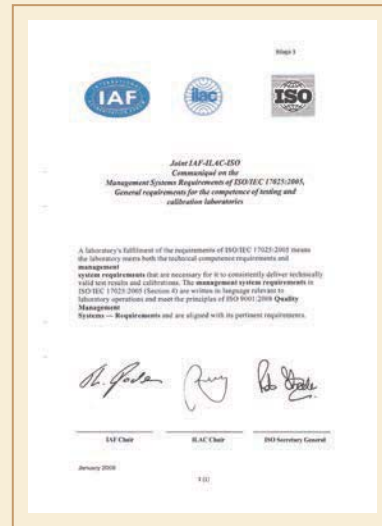 IAF
ilac
ISO
Joint IAF-ILAC-ISO
Communiqué on the
Management Systems Requirements of ISO/IEC 17025:2005,
General requirements for the competence of testing and
calibration laboratories
A laboratory's fulfilment of the requirements of ISO/IEC 17025:2005 means
the laboratory meets both the technical competence requirements and
management
system requirements that are necessary for it to consistently deliver technically
valid test results and calibrations. The management system requirements in
ISO/IEC 17025:2005 (Section 4) are written in language relevant to
laboratory operations and meet the principles of ISO 9001:2008 Quality
Management
Systems — Requirements and are aligned with its pertinent requirements.
IAF Chair
ILAC Chair
ISO Secretary General
January 2009